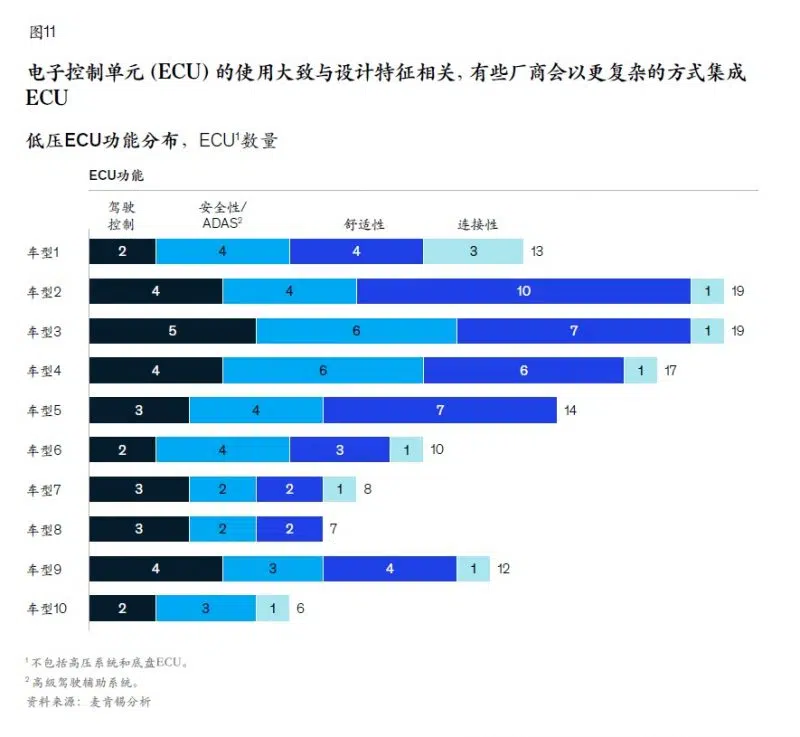 图11
电子控制单元 (ECU) 的使用大致与设计特征相关, 有些厂商会以更复杂的方式集成
ECU
低压ECU功能分布，ECU1数量
ECU功能
驾驶
控制
安全性/
ADAS2
舒适性
连接性
车型1 2 4 4 3 13
车型2 4 4 10 1 19
车型3 5 6 7 1 19
车型4 4 6 6 1 17
车型5 3 4 7 14
车型6 2 4 3 1 10
车型7 3 2 2 1 8
车型8 3 2 2 7
车型9 4 3 4 1 12
车型10 2 3 1 6
1 不包括高压系统和底盘ECU。
2 高级驾驶辅助系统。
资料来源：麦肯锡分析